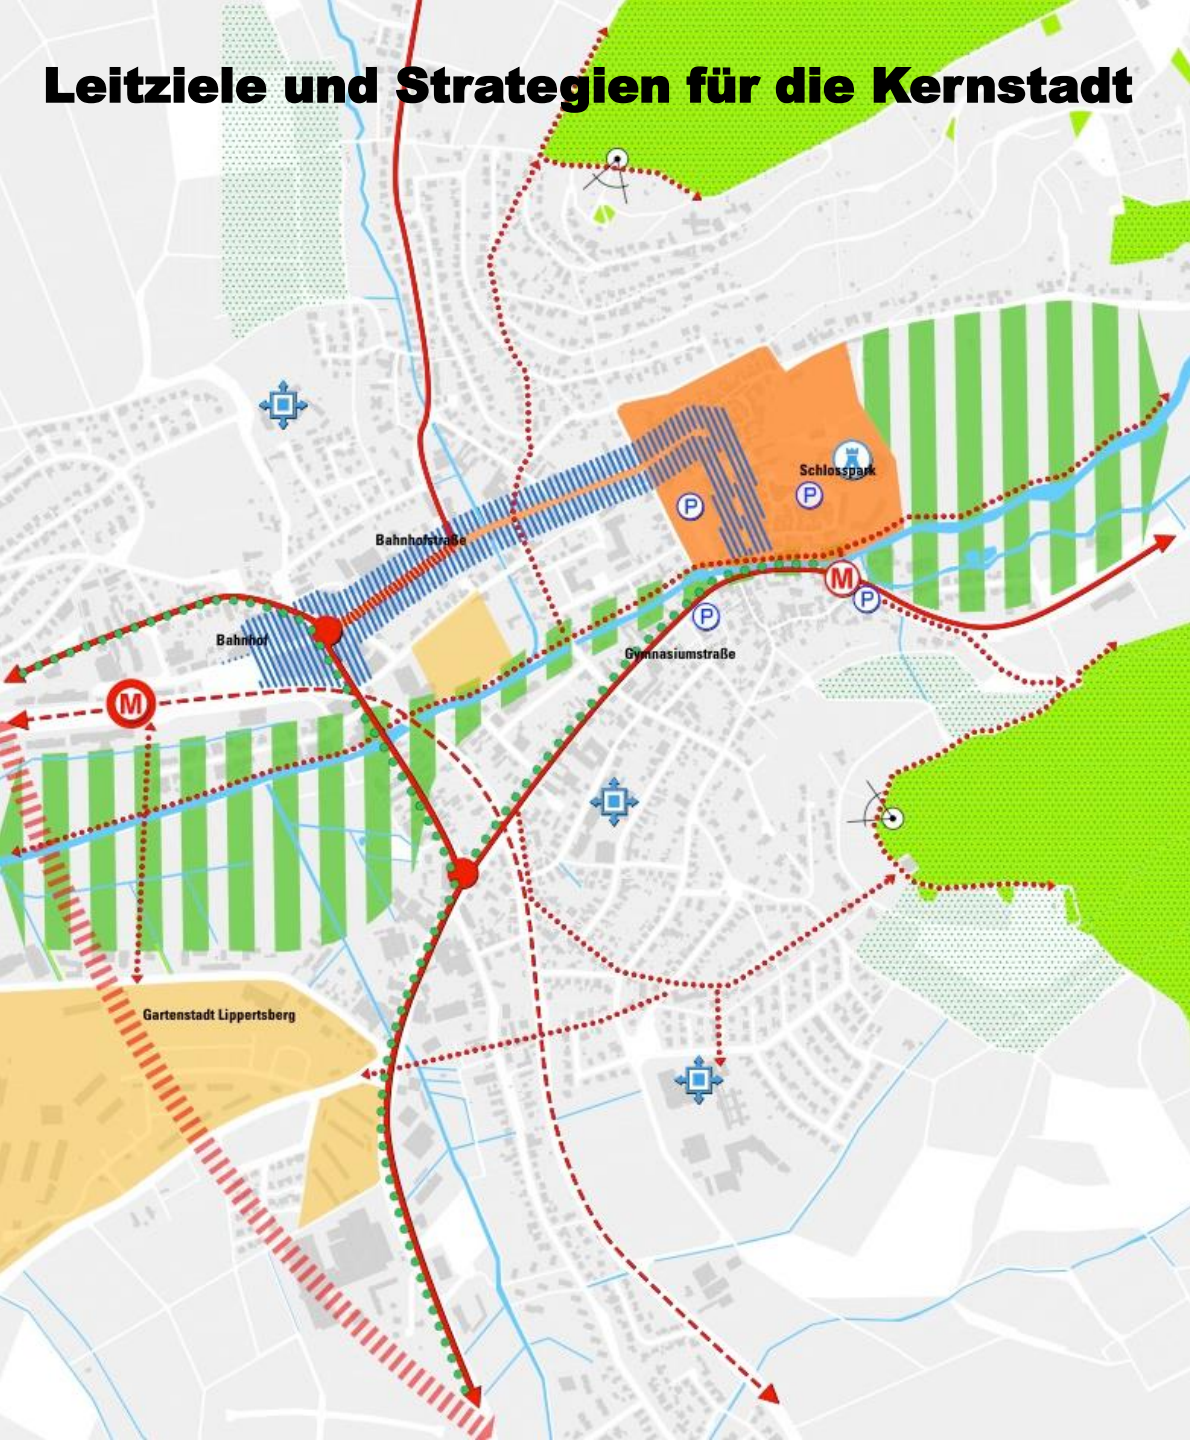 Leitziele und Strategien für die Kernstadt
Schlosspark
P
P
Bahnhofstraße
M
P
P
Bahnhof
Gymnasiumstraße
M
Gartenstadt Lippertsberg